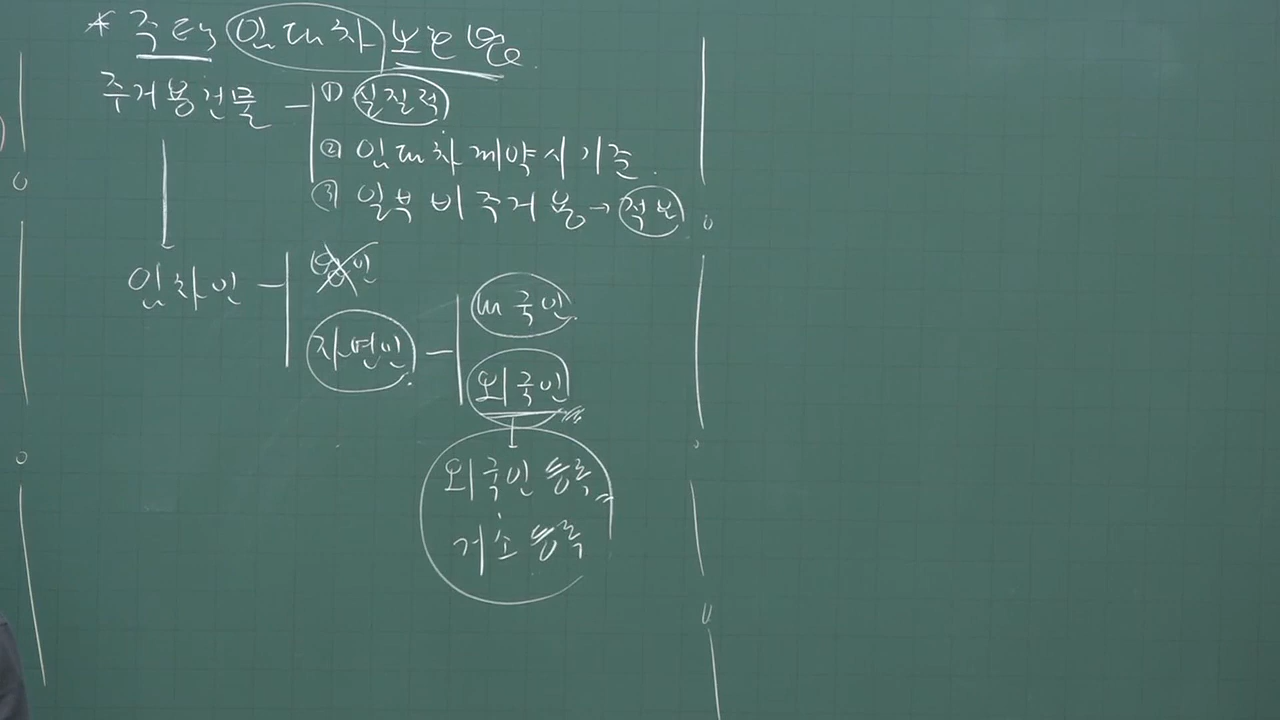 * 주택 임대차 보호법.
주거용건물 ① 실질적
② 임대차 계약시 기준.
③ 일부 비주거용 → 적 보
임차인 법인
자연인. 내국인.
외국인
외국인 등록
거소 등록